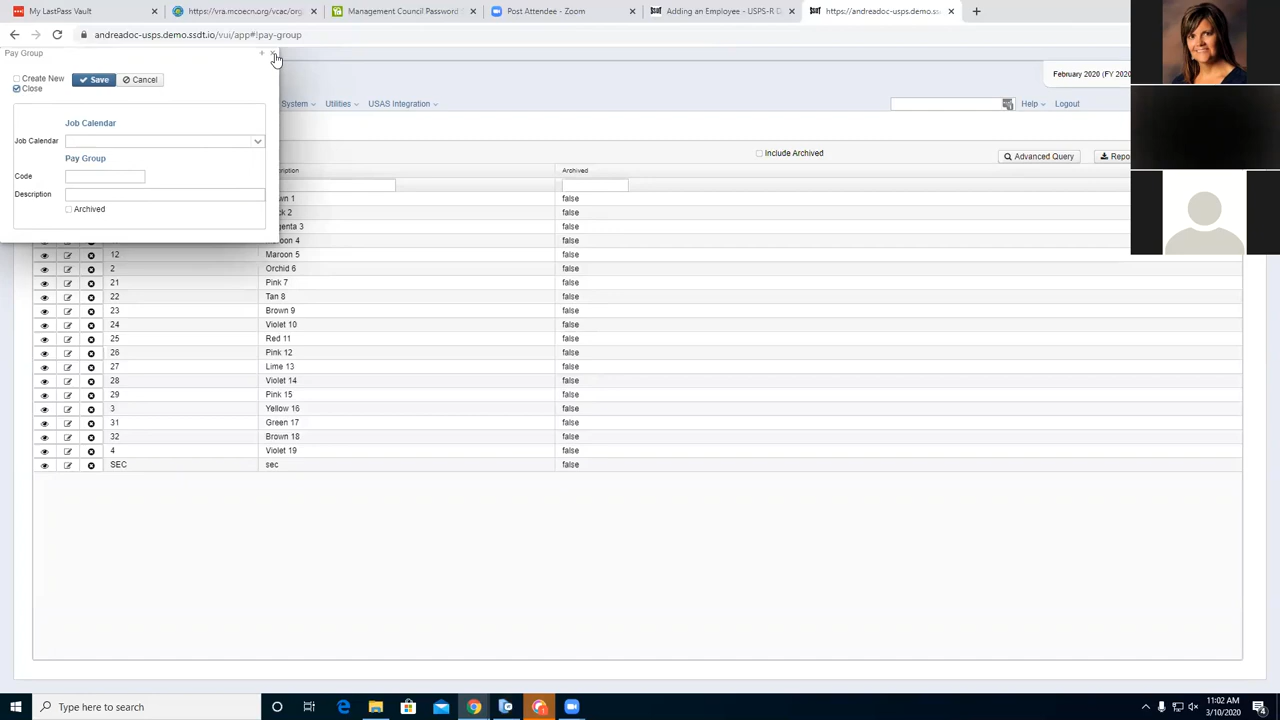 My LastPass Vault
https://vra.mcoecn.org/vcac/org
Management Council Password
Post Attendee - Zoom
Adding an Employee - USPS-R D
https://andreadoc-usps.demo.ss
andreadoc-usps.demo.ssdt.io/vui/app#!pay-group
Pay Group
Create New
Save
Cancel
Close
February 2020 (FY 2020
System
Utilities
USAS Integration
Help
Logout
Job Calendar
Job Calendar
Pay Group
Code
Description
Archived
Include Archived
Advanced Query
Repo
ription
Archived
wn 1
false
ck 2
false
genta 3
false
roon 4
false
12
Maroon 5
false
2
Orchid 6
false
21
Pink 7
false
22
Tan 8
false
23
Brown 9
false
24
Violet 10
false
25
Red 11
false
26
Pink 12
false
27
Lime 13
false
28
Violet 14
false
29
Pink 15
false
3
Yellow 16
false
31
Green 17
false
32
Brown 18
false
4
Violet 19
false
SEC
sec
false
Type here to search
11:02 AM
3/10/2020
4